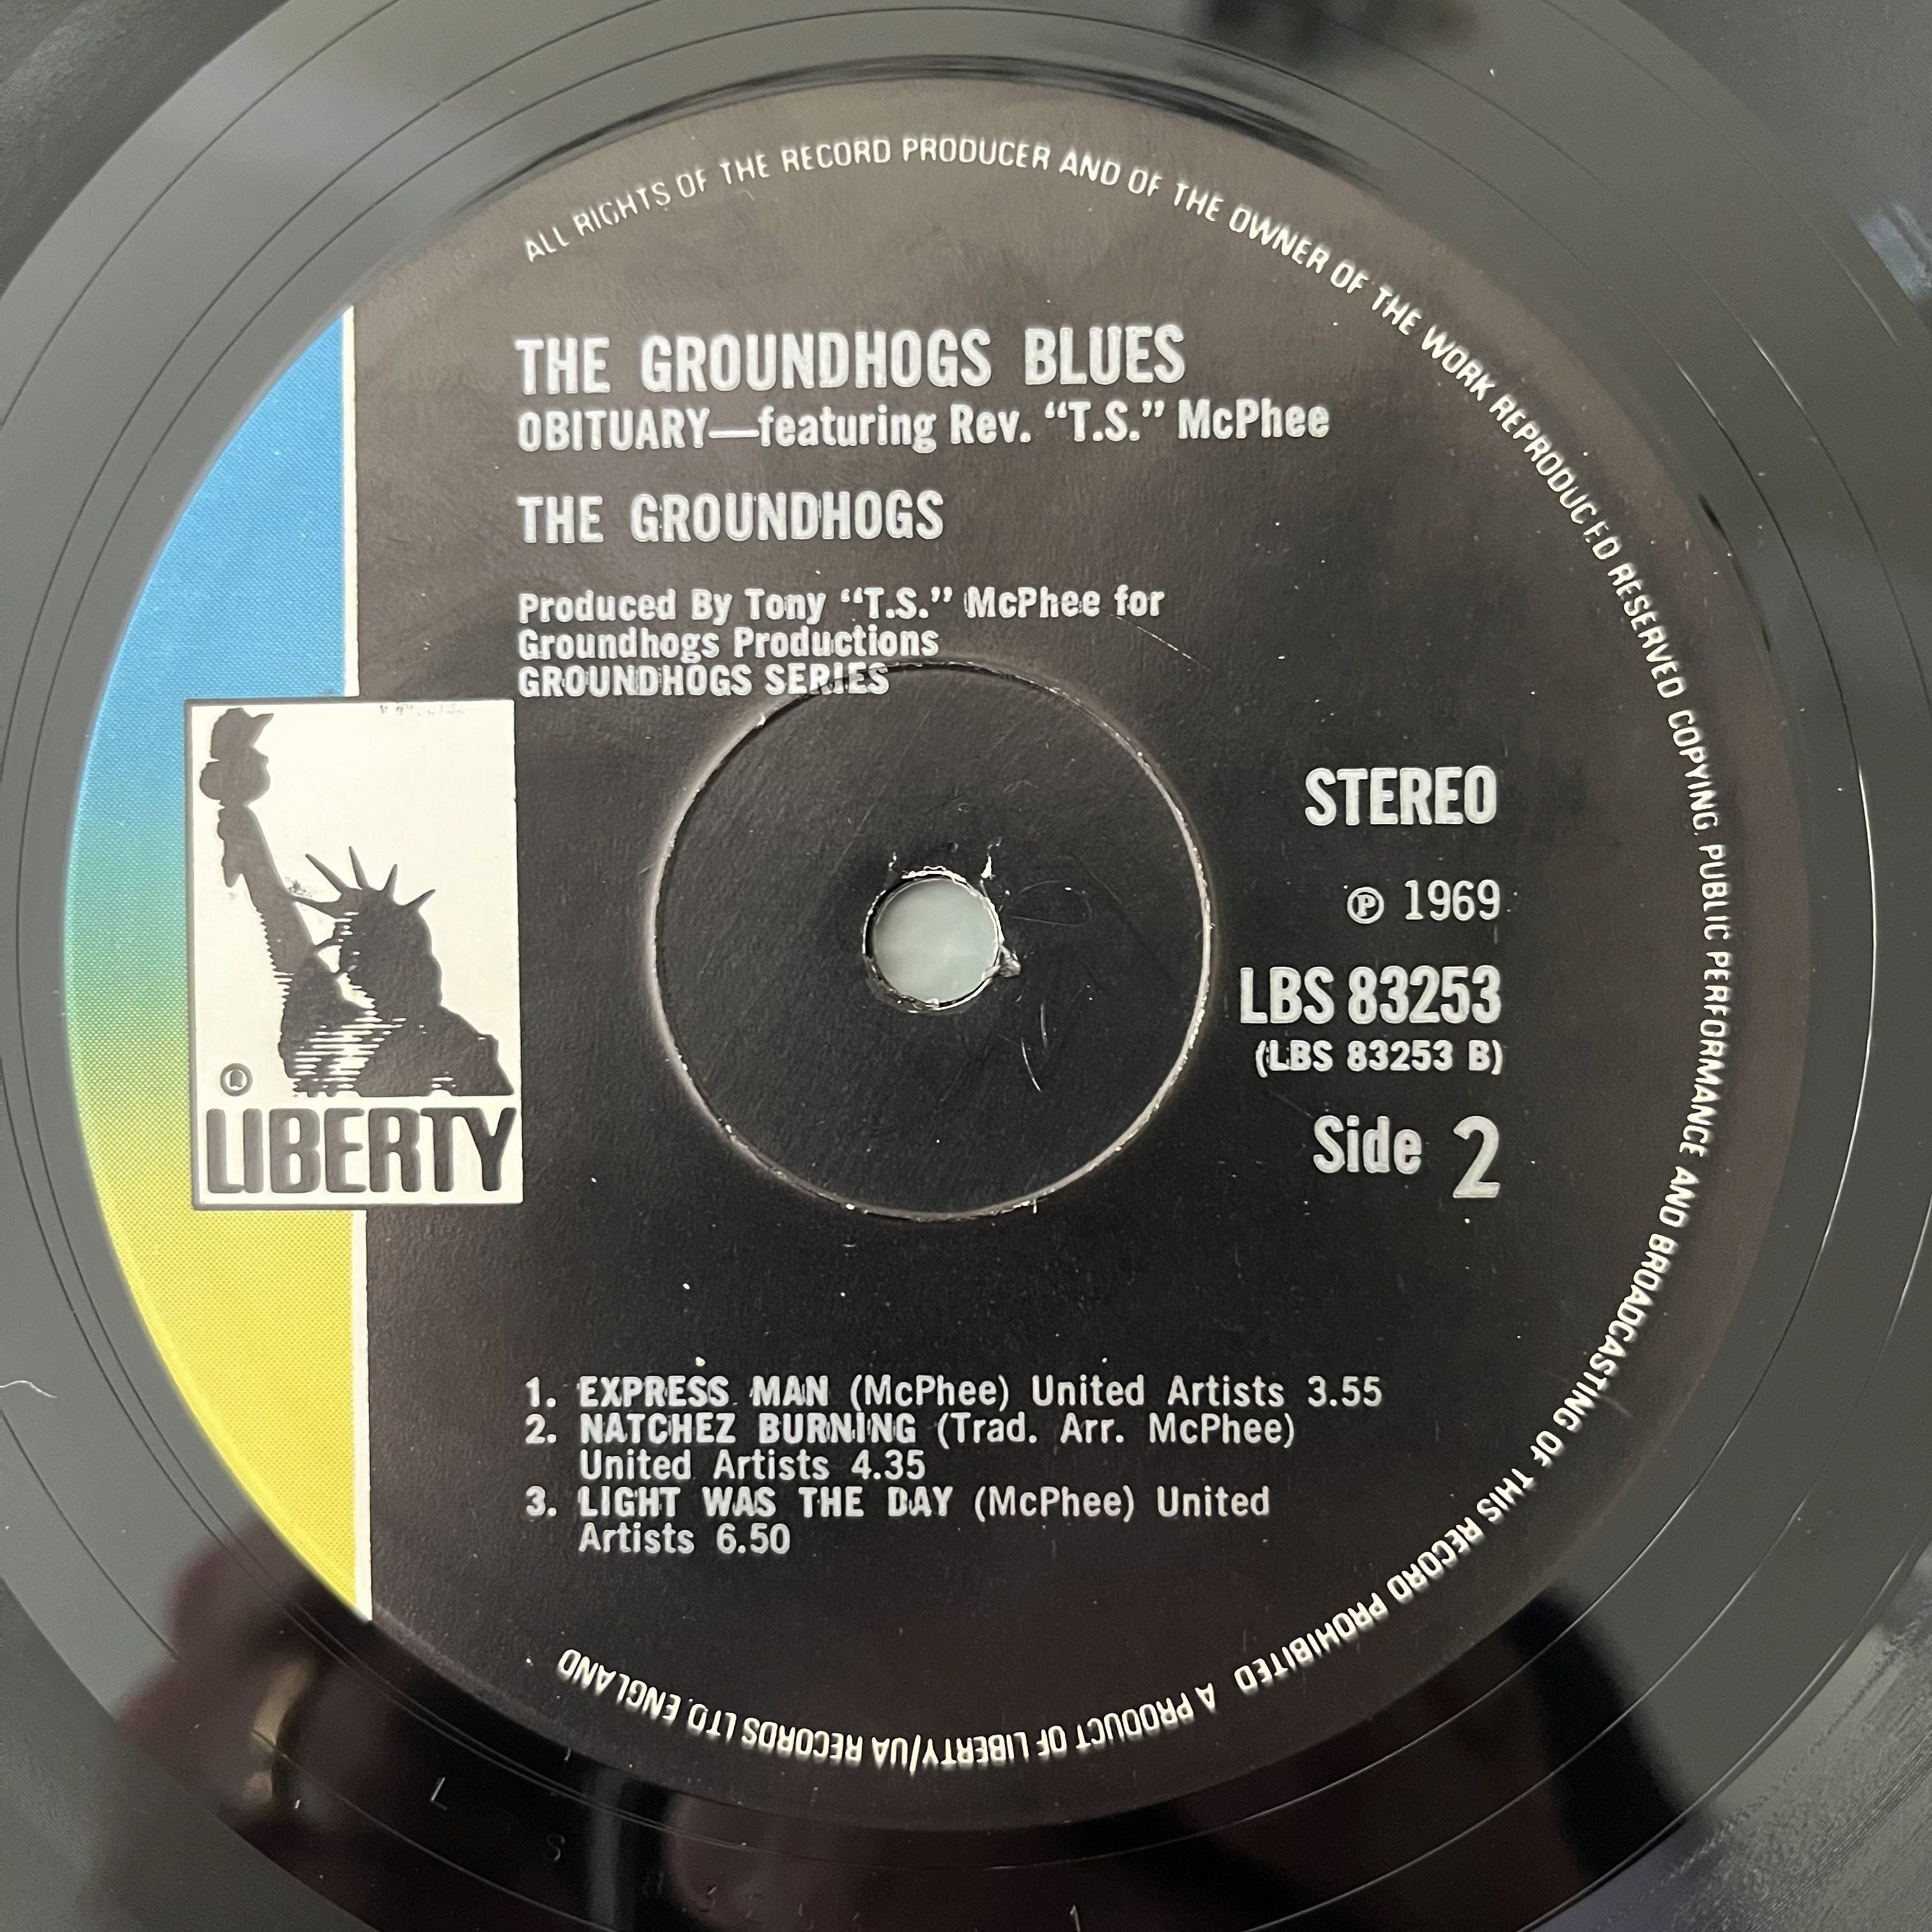 ALL RIGHTS OF THE RECORD PRODUCER AND OF THE OWNER OF THE WORK REPRODUCED RESERVED COPYING, PUBLIC PERFORMANCE AND BROADCASTING OF THIS RECORD PROHIBITED A PRODUCT OF LIBERTY/UA RECORDS LTD. ENGLAND
THE GROUNDHOGS BLUES
OBITUARY—featuring Rev. “T.S.” McPhee
THE GROUNDHOGS
Produced By Tony “T.S.” McPhee for
Groundhogs Productions
GROUNDHOGS SERIES
STEREO
℗ 1969
LBS 83253
(LBS 83253 B)
Side 2
®
LIBERTY
1. EXPRESS MAN (McPhee) United Artists 3.55
2. NATCHEZ BURNING (Trad. Arr. McPhee)
United Artists 4.35
3. LIGHT WAS THE DAY (McPhee) United
Artists 6.50